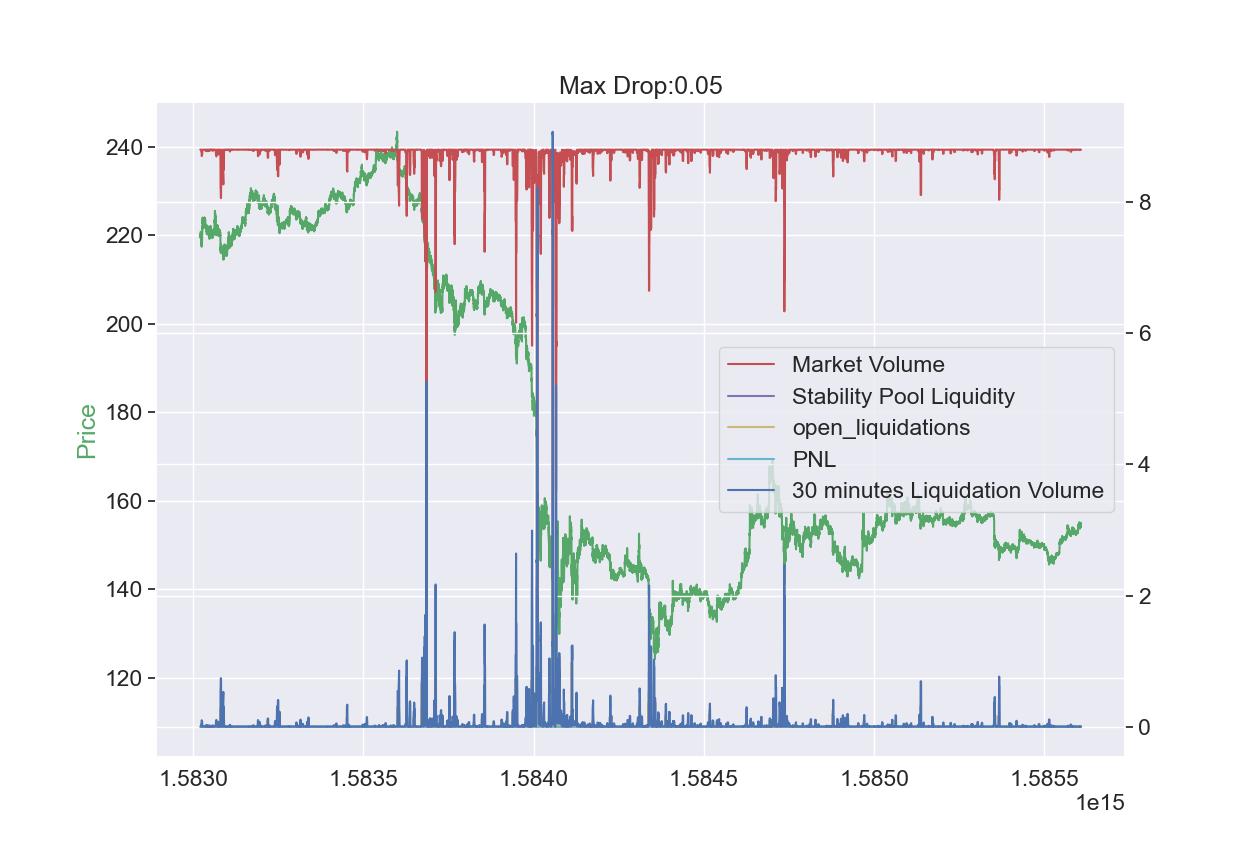 Max Drop:0.05
240
220
200
180
160
140
120
Price
8
6
4
2
0
Market Volume
Stability Pool Liquidity
open_liquidations
PNL
30 minutes Liquidation Volume
1.5830 1.5835 1.5840 1.5845 1.5850 1.5855
1e15